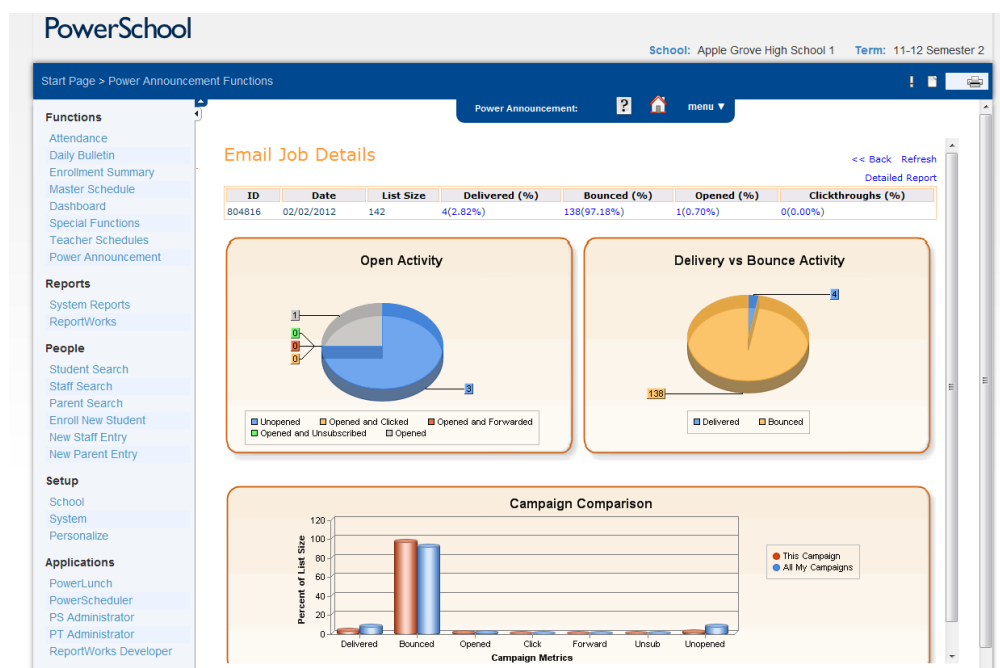 PowerSchool
School: Apple Grove High School 1 Term: 11-12 Semester 2
Start Page > Power Announcement Functions
!
Power Announcement: ? menu ▼
Functions
Attendance
Daily Bulletin
Enrollment Summary
Master Schedule
Dashboard
Special Functions
Teacher Schedules
Power Announcement
Reports
System Reports
ReportWorks
People
Student Search
Staff Search
Parent Search
Enroll New Student
New Staff Entry
New Parent Entry
Setup
School
System
Personalize
Applications
PowerLunch
PowerScheduler
PS Administrator
PT Administrator
ReportWorks Developer
Email Job Details
<< Back Refresh
Detailed Report
ID Date List Size Delivered (%) Bounced (%) Opened (%) Clickthroughs (%)
804816 02/02/2012 142 4(2.82%) 138(97.18%) 1(0.70%) 0(0.00%)
Open Activity
1
0
0
0
3
Unopened Opened and Clicked Opened and Forwarded
Opened and Unsubscribed Opened
Delivery vs Bounce Activity
4
138
Delivered Bounced
Campaign Comparison
Percent of List Size
120
100
80
60
40
20
0
Delivered Bounced Opened Click Forward Unsub Unopened
Campaign Metrics
This Campaign
All My Campaigns